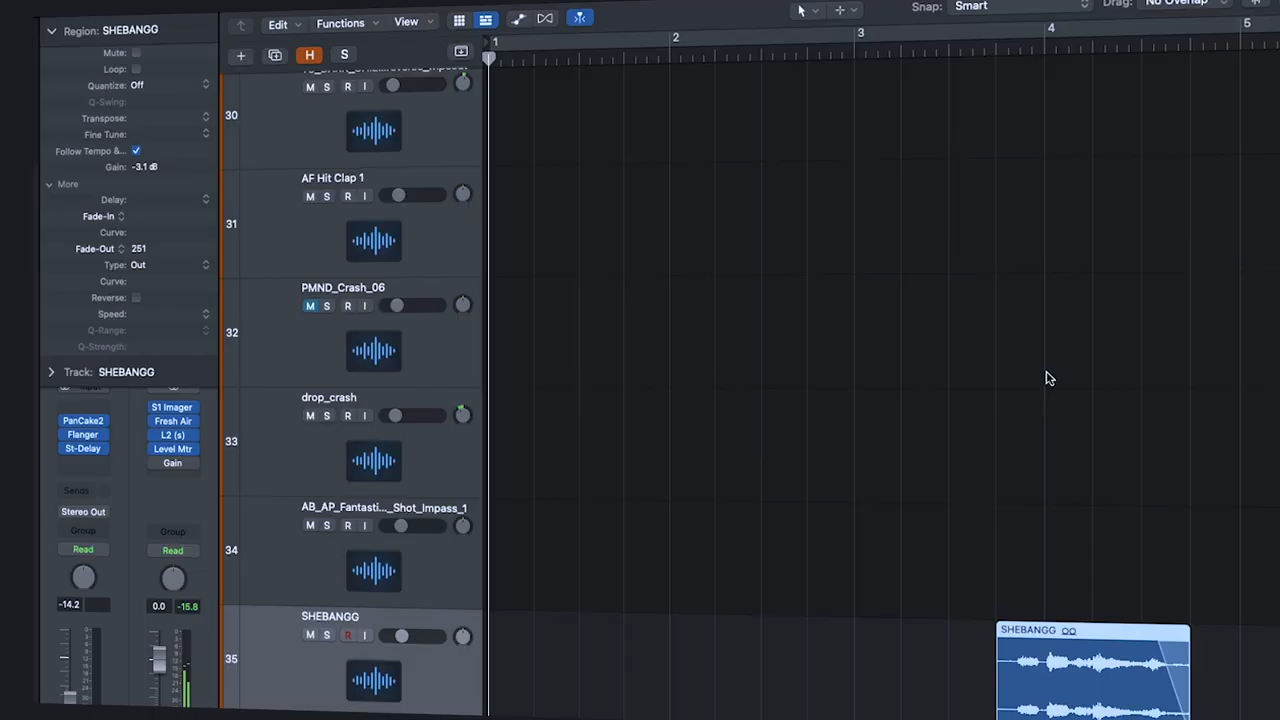 Region: SHEBANGG
Mute:
Loop:
Quantize: Off
Q-Swing:
Transpose:
Fine Tune:
Follow Tempo &...
Gain: -3.1 dB
More
Delay:
Fade-In
Curve:
Fade-Out 251
Type: Out
Curve:
Reverse:
Speed:
Q-Range:
Q-Strength:
Track: SHEBANGG
Input
PanCake2
Flanger
St-Delay
Sends
Stereo Out
Group
Read
-14.2
S1 Imager
Fresh Air
L2 (s)
Level Mtr
Gain
Group
Read
0.0 -15.8
Edit Functions View
Snap: Smart Drag: No Overlap
H S
1 2 3 4 5
30
M S R I
31
AF Hit Clap 1
M S R I
32
PMND_Crash_06
M S R I
33
drop_crash
M S R I
34
AB_AP_Fantasti..._Shot_Impass_1
M S R I
35
SHEBANGG
M S R I
SHEBANGG